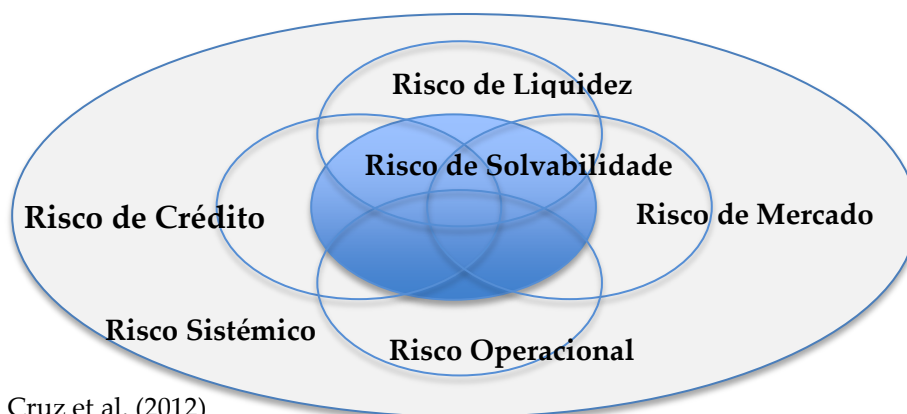 Risco de Liquidez
Risco de Solvabilidade
Risco de Crédito
Risco de Mercado
Risco Sistémico
Risco Operacional
Cruz et al. (2012)